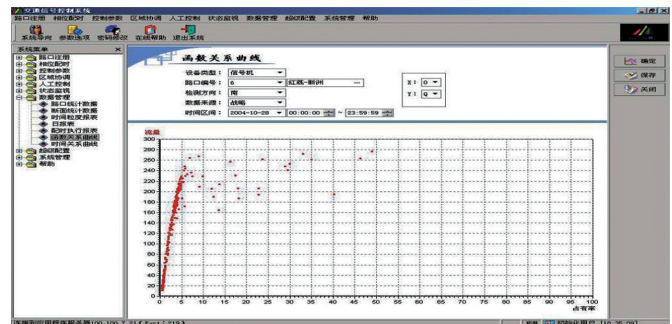 交通信号控制系统
路口注册 相位配时 控制参数 区域协调 人工控制 状态监视 数据管理 超级配置 系统管理 帮助
系统导向 参数选项 密码修改 在线帮助 退出系统
系统菜单
路口注册
相位配时
控制参数
区域协调
人工控制
状态监视
数据管理
路口统计数据
断面统计数据
时间粒度报表
日报表
配时执行报表
函数关系曲线
时间关系曲线
超级配置
系统管理
帮助
函数关系曲线
设备类型： 信号机
路口编号： 6
检测方向： 南
数据来源： 战略
时间区间： 2004-10-28 00:00:00 ~ 23:59:59
X： O
Y： Q
确定
保存
关闭
流量
300
280
260
240
220
200
180
160
140
120
100
80
60
40
20
0
0 5 10 15 20 25 30 35 40 45 50 55 60 65 70 75 80 85 90 95 100
占有率